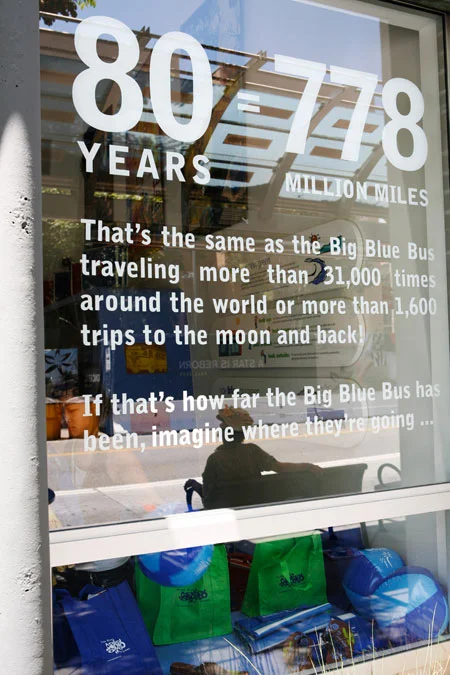 80 = 778
YEARS MILLION MILES
That's the same as the Big Blue Bus
traveling more than 31,000 times
around the world or more than 1,600
trips to the moon and back!
If that's how far the Big Blue Bus has
been, imagine where they're going ...